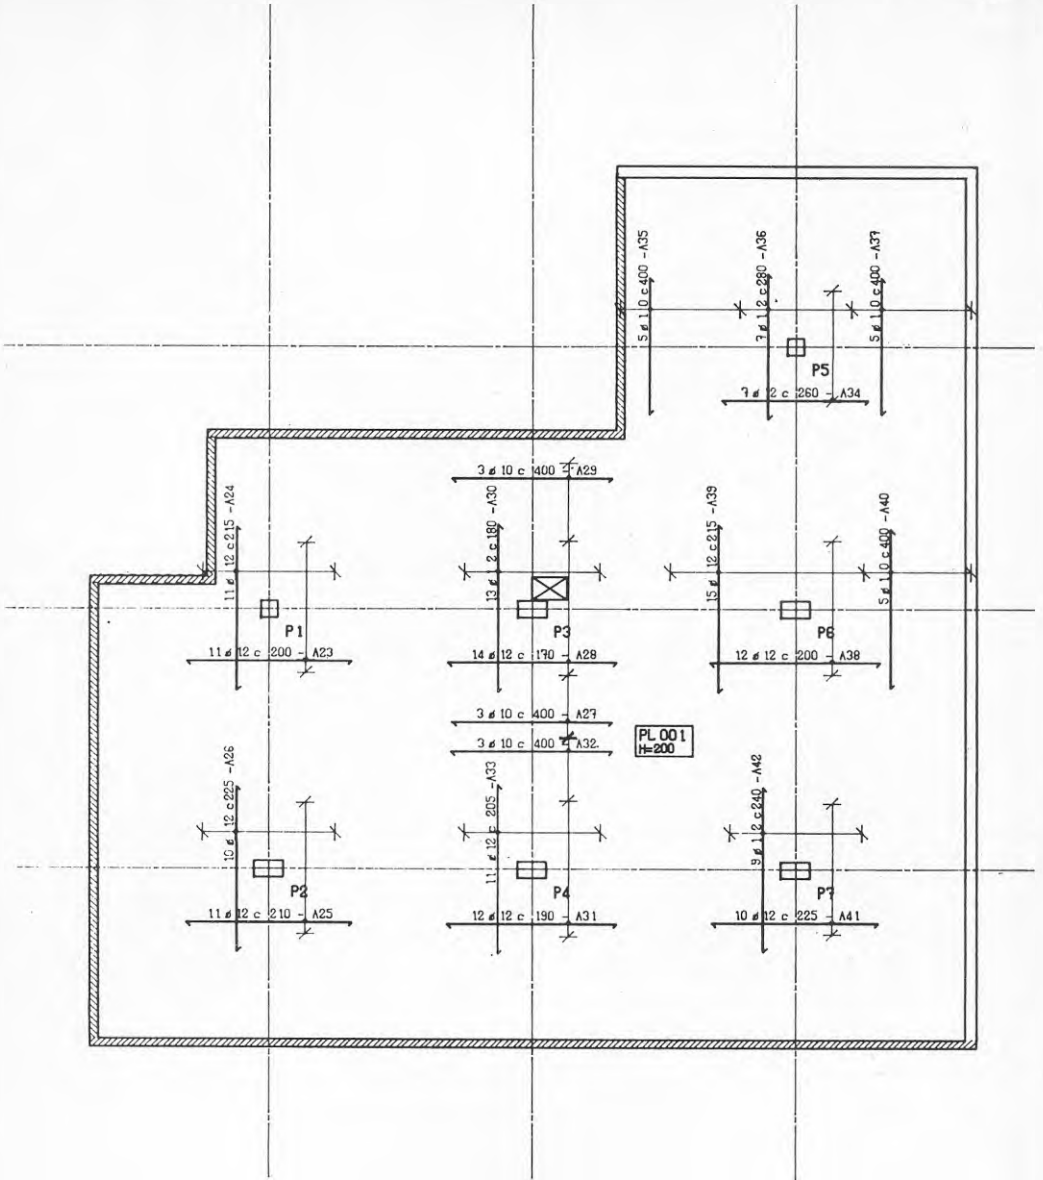 5 ø 10 c 400 -A35
7 ø 12 c 280 -A36
5 ø 10 c 400 -A37
P5
7 ø 12 c 260 - A34
3 ø 10 c 400 - A29
11 ø 12 c 215 -A24
13 ø 12 c 180 -A30
15 ø 12 c 215 -A39
5 ø 10 c 400 -A40
P1
P3
P6
11 ø 12 c 200 - A23
14 ø 12 c 170 - A28
12 ø 12 c 200 - A38
3 ø 10 c 400 - A27
3 ø 10 c 400 - A32
PL 001
H=200
10 ø 12 c 225 -A26
11 ø 12 c 205 -A33
9 ø 12 c 240 -A42
P2
P4
P7
11 ø 12 c 210 - A25
12 ø 12 c 190 - A31
10 ø 12 c 225 - A41